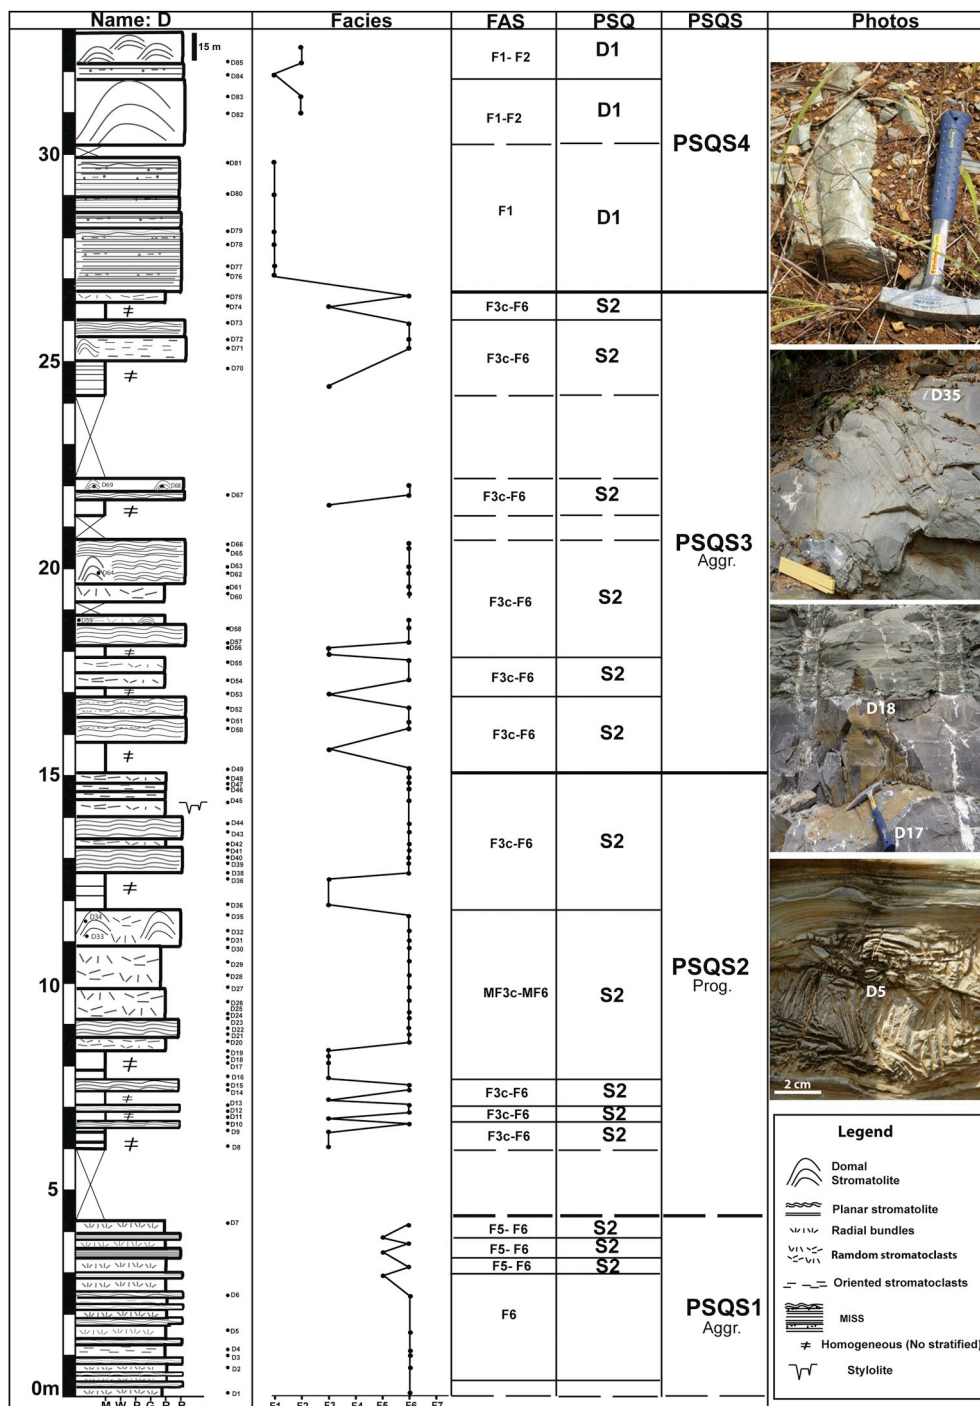 Name: D
Facies
FAS
PSQ
PSQS
Photos
15 m
D85
D84
D83
D82
30
D81
D80
D79
D78
D77
D76
D75
D74
D73
D72
D71
25
D70
D69
D68
D67
D66
D65
20
D63
D62
D64
D61
D60
D59
D58
D57
D56
D55
D54
D53
D52
D51
D50
15
D49
D48
D47
D46
D45
D44
D43
D42
D41
D40
D39
D38
D36
D36
D34
D35
D33
D32
D31
D30
D29
D28
10
D27
D26
D25
D24
D23
D22
D21
D20
D19
D18
D17
D16
D15
D14
D13
D12
D11
D10
D9
D8
5
D7
D6
D5
D4
D3
D2
0m
D1
M W P G R R
F1 F2 F3 F5 F6 F7
F1- F2
D1
F1-F2
D1
PSQS4
F1
D1
F3c-F6
S2
F3c-F6
S2
F3c-F6
S2
PSQS3
Aggr.
F3c-F6
S2
F3c-F6
S2
F3c-F6
S2
F3c-F6
S2
PSQS2
Prog.
MF3c-MF6
S2
F3c-F6
S2
F3c-F6
S2
F3c-F6
S2
F5- F6
S2
F5- F6
S2
F5- F6
S2
F6
PSQS1
Aggr.
D35
D18
D17
D5
2 cm
Legend
Domal
Stromatolite
Planar stromatolite
Radial bundles
Ramdom stromatoclasts
Oriented stromatoclasts
MISS
Homogeneous (No stratified)
Stylolite